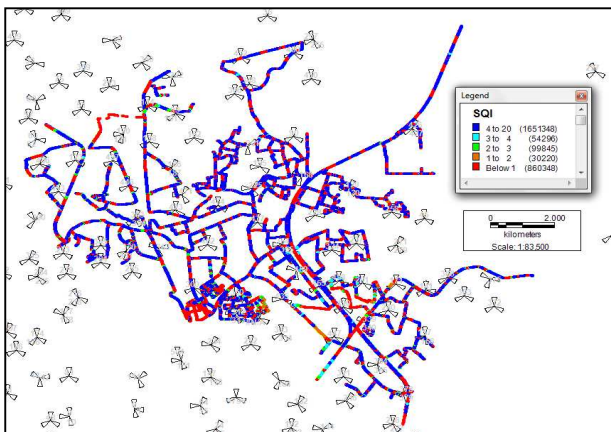 Legend
SQI
4 to 20 (1651348)
3 to 4 (54296)
2 to 3 (99845)
1 to 2 (30220)
Below 1 (860348)
0 2.000
kilometers
Scale: 1:83,500